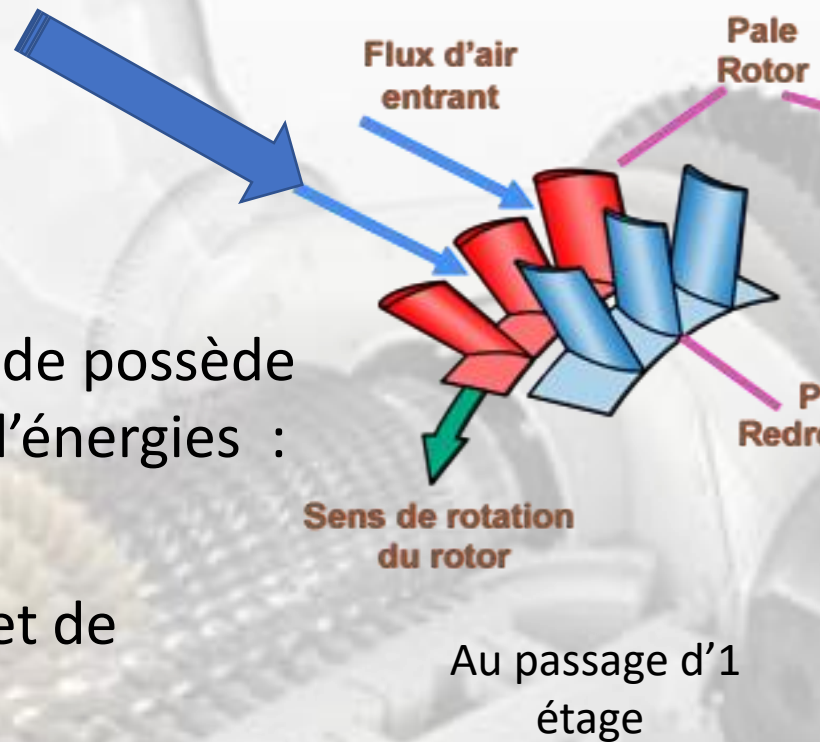 Flux d'air
entrant
Pale
Rotor
de possède
l'énergies :
P
Redre
Sens de rotation
du rotor
et de
Au passage d'1
étage